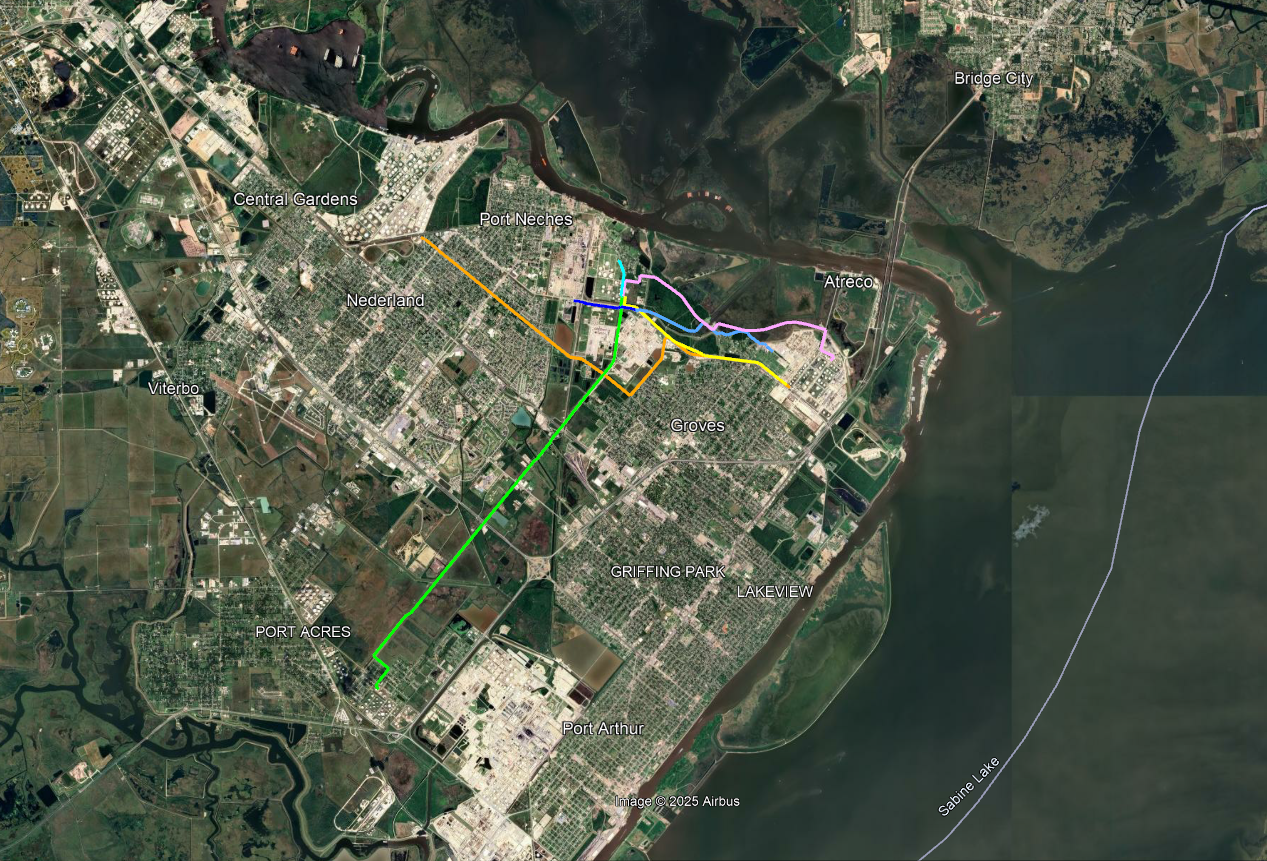 Bridge City
Central Gardens
Port Neches
Atreco
Nederland
Viterbo
Groves
GRIFFING PARK
LAKEVIEW
PORT ACRES
Port Arthur
Sabine Lake
Image © 2025 Airbus